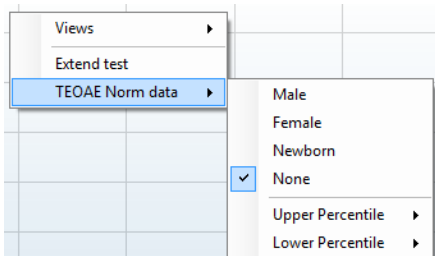 Views
Extend test
TEOAE Norm data
Male
Female
Newborn
None
Upper Percentile
Lower Percentile